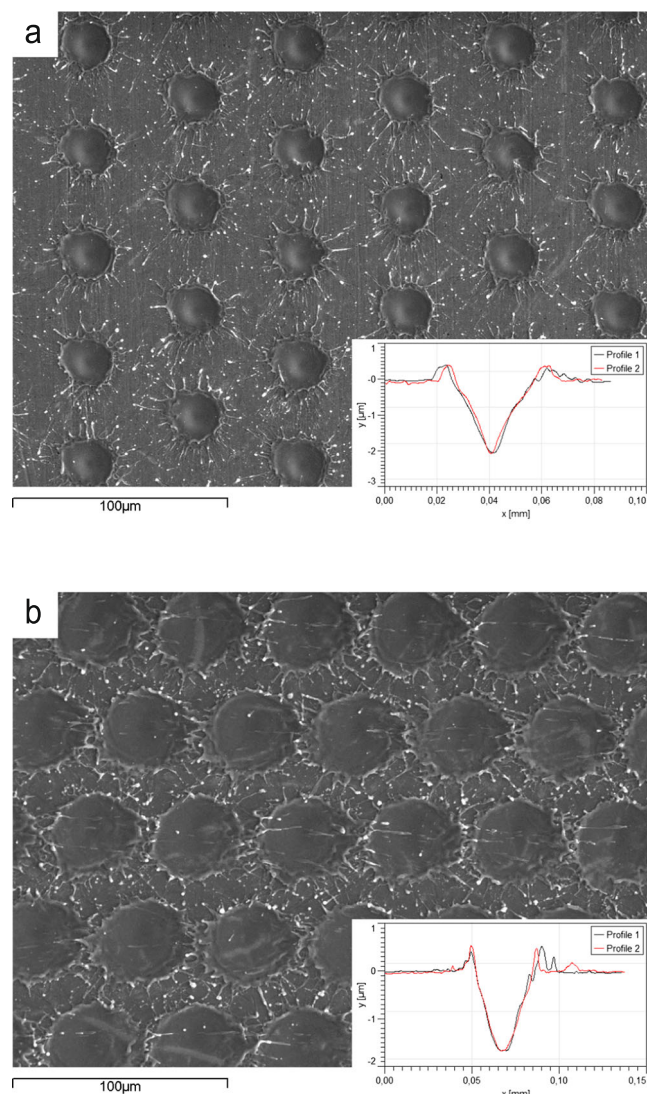 a
1
0
-1
-2
-3
y [µm]
Profile 1
Profile 2
0,00 0,02 0,04 0,06 0,08 0,10
x [mm]
100µm
b
1
0
-1
-2
y [µm]
Profile 1
Profile 2
0,00 0,05 0,10 0,15
x [mm]
100µm